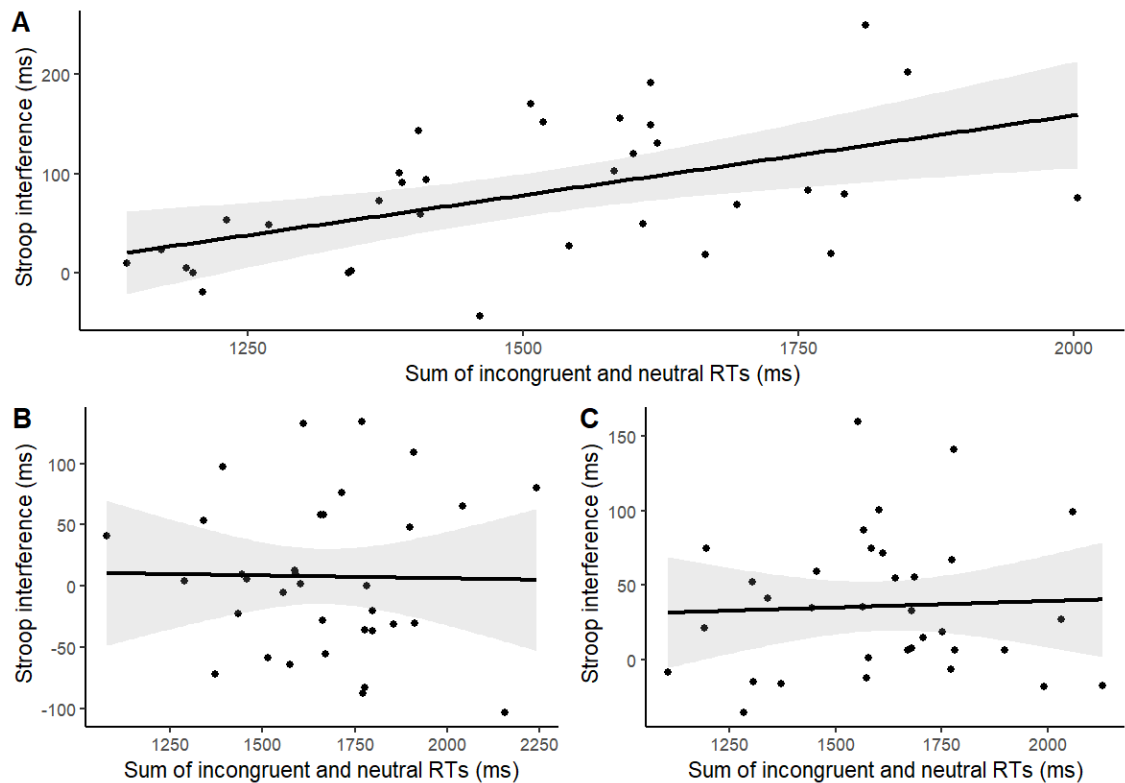 A
Stroop interference (ms)
200
100
0
1250
1500
1750
2000
Sum of incongruent and neutral RTs (ms)
B
Stroop interference (ms)
100
50
0
-50
-100
1250
1500
1750
2000
2250
Sum of incongruent and neutral RTs (ms)
C
Stroop interference (ms)
150
100
50
0
1250
1500
1750
2000
Sum of incongruent and neutral RTs (ms)